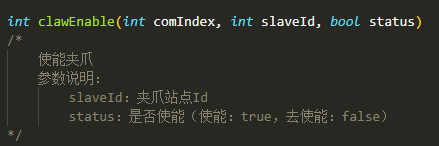 int clawEnable(int comIndex, int slaveId, bool status)
/*
使能夹爪
参数说明：
slaveId：夹爪站点Id
status：是否使能（使能：true，去使能：false）
*/